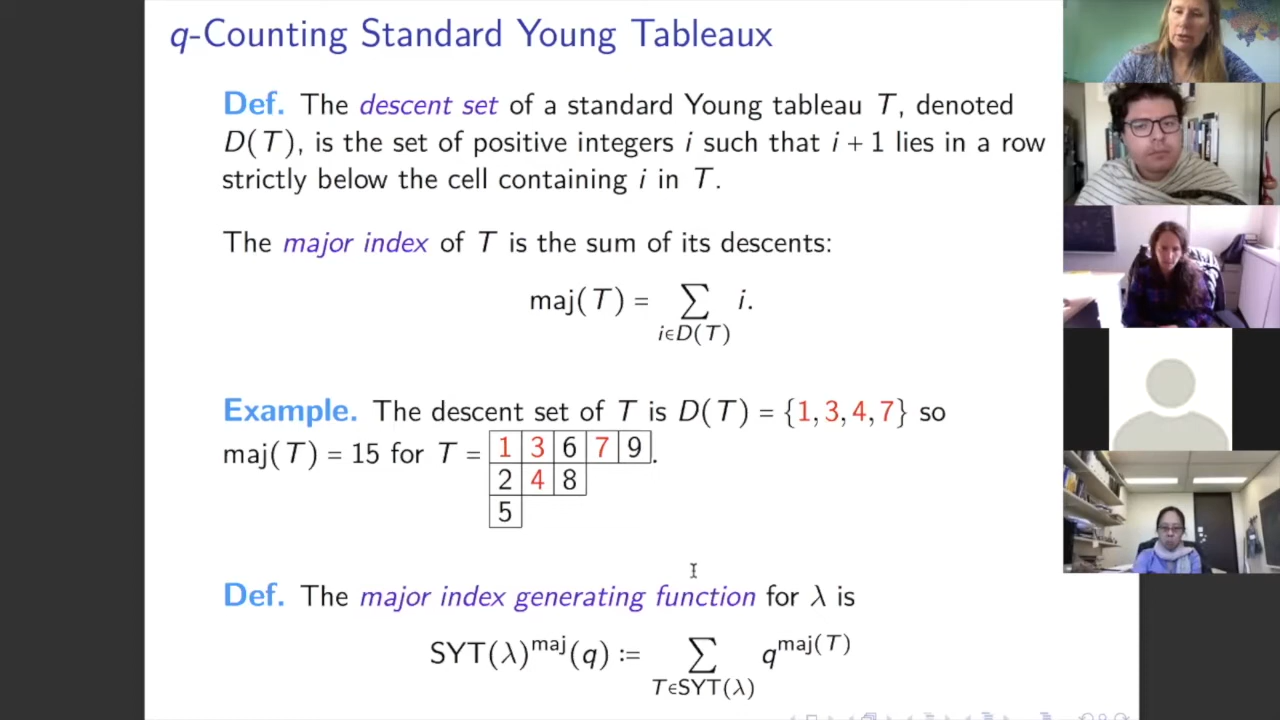 q-Counting Standard Young Tableaux
Def. The descent set of a standard Young tableau T, denoted
D(T), is the set of positive integers i such that i + 1 lies in a row
strictly below the cell containing i in T.
The major index of T is the sum of its descents:
maj(T) = ∑ i.
i∈D(T)
Example. The descent set of T is D(T) = {1, 3, 4, 7} so
maj(T) = 15 for T = 1 3 6 7 9 .
2 4 8
5
Def. The major index generating function for λ is
SYT(λ)^maj(q) := ∑ q^maj(T)
T∈SYT(λ)